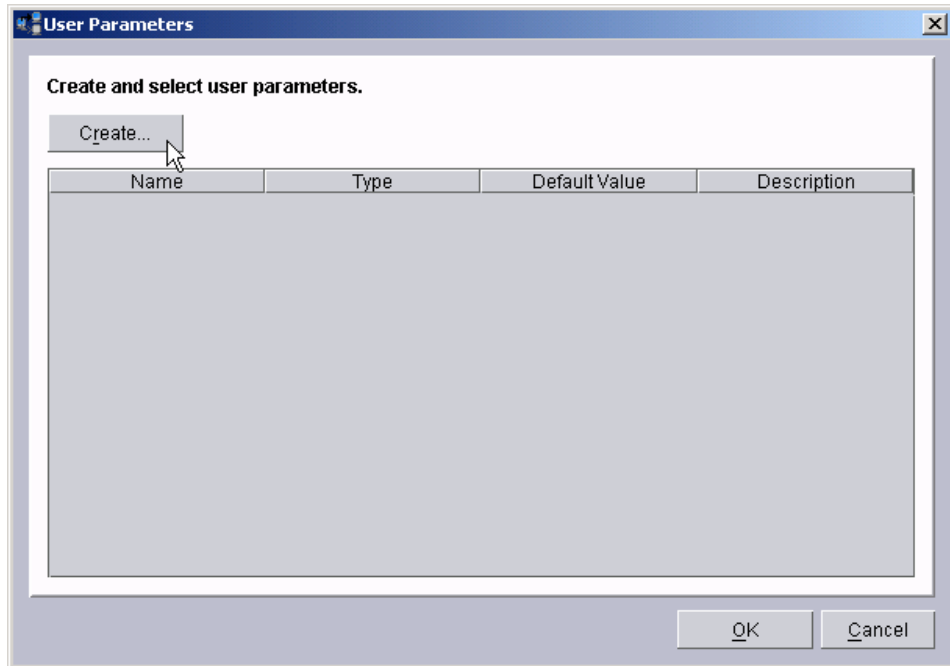 User Parameters
Create and select user parameters.
Create...
Name Type Default Value Description
OK Cancel